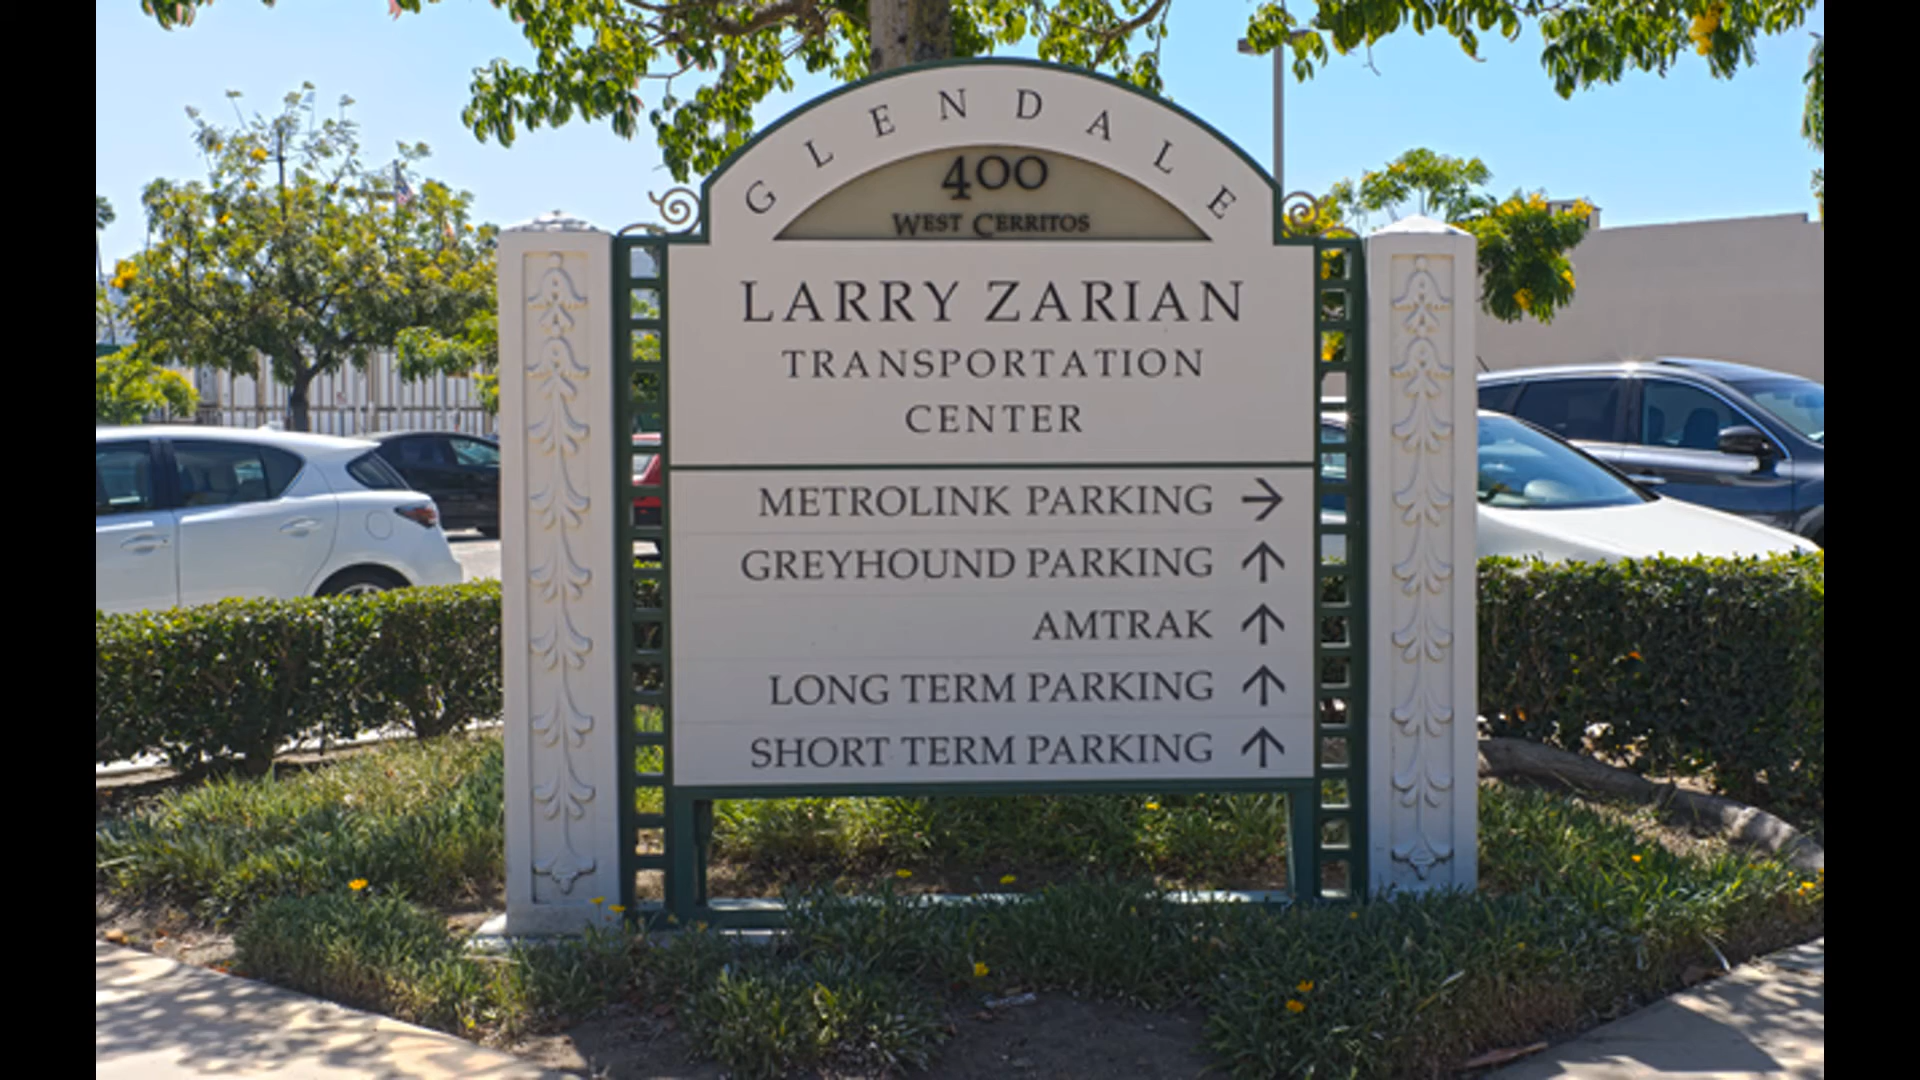 GLENDALE
400
WEST CERRITOS
LARRY ZARIAN
TRANSPORTATION
CENTER
METROLINK PARKING →
GREYHOUND PARKING ↑
AMTRAK ↑
LONG TERM PARKING ↑
SHORT TERM PARKING ↑